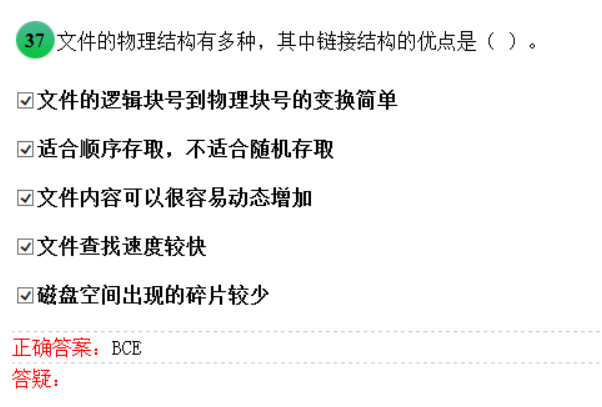 37 文件的物理结构有多种，其中链接结构的优点是（ ）。
文件的逻辑块号到物理块号的变换简单
适合顺序存取，不适合随机存取
文件内容可以很容易动态增加
文件查找速度较快
磁盘空间出现的碎片较少
正确答案：BCE
答疑：